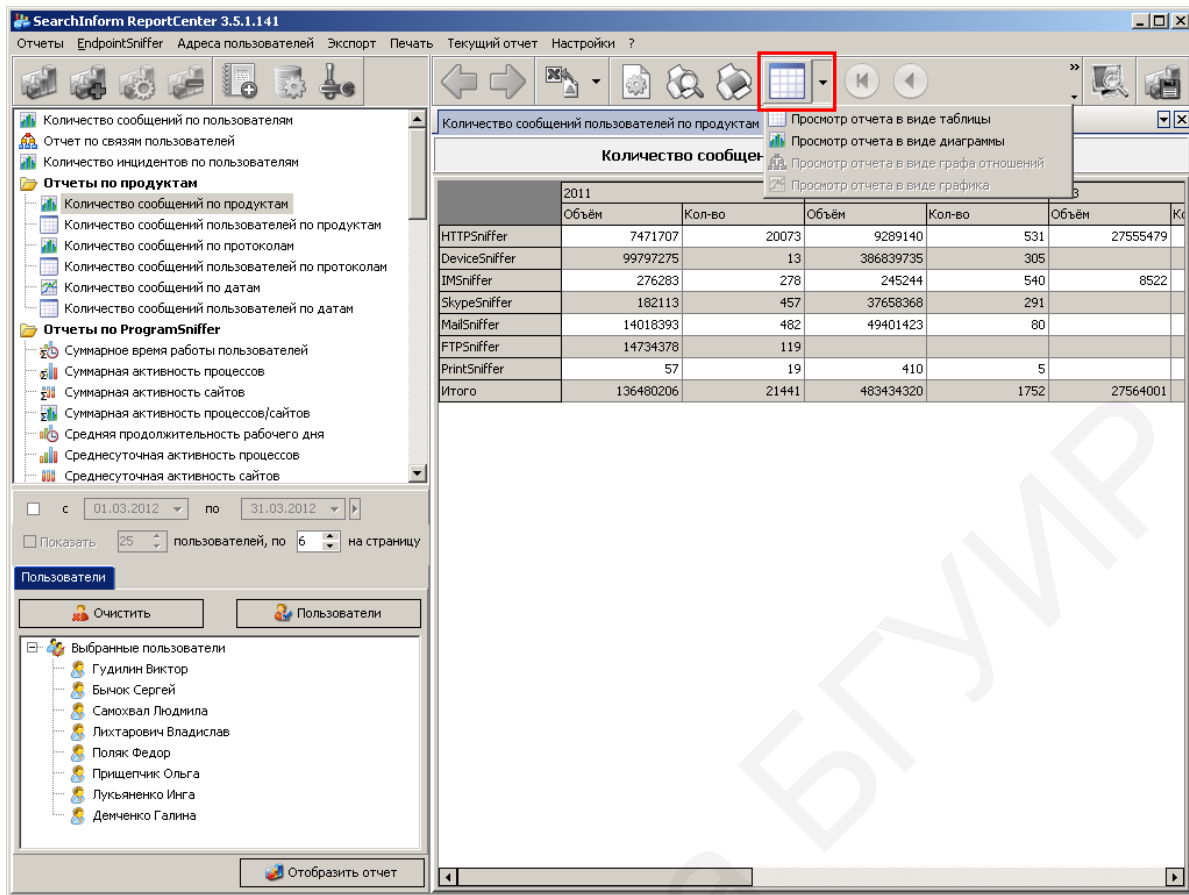 SearchInform ReportCenter 3.5.1.141
Отчеты EndpointSniffer Адреса пользователей Экспорт Печать Текущий отчет Настройки ?
Количество сообщений по пользователям
Отчет по связям пользователей
Количество инцидентов по пользователям
Отчеты по продуктам
Количество сообщений по продуктам
Количество сообщений пользователей по продуктам
Количество сообщений по протоколам
Количество сообщений пользователей по протоколам
Количество сообщений по датам
Количество сообщений пользователей по датам
Отчеты по ProgramSniffer
Суммарное время работы пользователей
Суммарная активность процессов
Суммарная активность сайтов
Суммарная активность процессов/сайтов
Средняя продолжительность рабочего дня
Среднесуточная активность процессов
Среднесуточная активность сайтов
с 01.03.2012 по 31.03.2012
Показать 25 пользователей, по 6 на страницу
Пользователи
Очистить Пользователи
Выбранные пользователи
Гудилин Виктор
Бычок Сергей
Самохвал Людмила
Лихтарович Владислав
Поляк Федор
Прищепчик Ольга
Лукьяненко Инга
Демченко Галина
Отобразить отчет
Количество сообщений пользователей по продуктам
Просмотр отчета в виде таблицы
Просмотр отчета в виде диаграммы
Просмотр отчета в виде графа отношений
Просмотр отчета в виде графика
Количество
2011
Объём Кол-во Объём Кол-во Объём
HTTPSniffer 7471707 20073 9289140 531 27555479
DeviceSniffer 99797275 13 386839735 305
IMSniffer 276283 278 245244 540 8522
SkypeSniffer 182113 457 37658368 291
MailSniffer 14018393 482 49401423 80
FTPSniffer 14734378 119
PrintSniffer 57 19 410 5
Итого 136480206 21441 483434320 1752 27564001
БГУИР